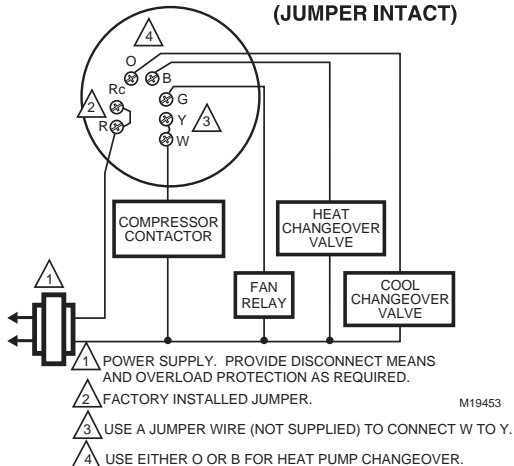 (JUMPER INTACT)
4
O
B
Rc
2
G
R
Y
3
W
COMPRESSOR
CONTACTOR
HEAT
CHANGEOVER
VALVE
1
FAN
RELAY
COOL
CHANGEOVER
VALVE
1 POWER SUPPLY. PROVIDE DISCONNECT MEANS
AND OVERLOAD PROTECTION AS REQUIRED.
2 FACTORY INSTALLED JUMPER.
M19453
3 USE A JUMPER WIRE (NOT SUPPLIED) TO CONNECT W TO Y.
4 USE EITHER O OR B FOR HEAT PUMP CHANGEOVER.